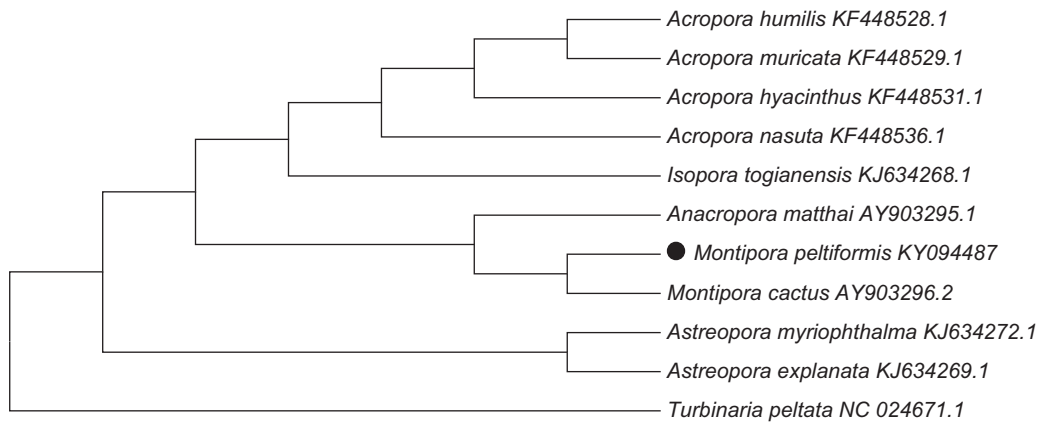 Acropora humilis KF448528.1
Acropora muricata KF448529.1
Acropora hyacinthus KF448531.1
Acropora nasuta KF448536.1
Isopora togianensis KJ634268.1
Anacropora matthai AY903295.1
Montipora peltiformis KY094487
Montipora cactus AY903296.2
Astreopora myriophthalma KJ634272.1
Astreopora explanata KJ634269.1
Turbinaria peltata NC 024671.1